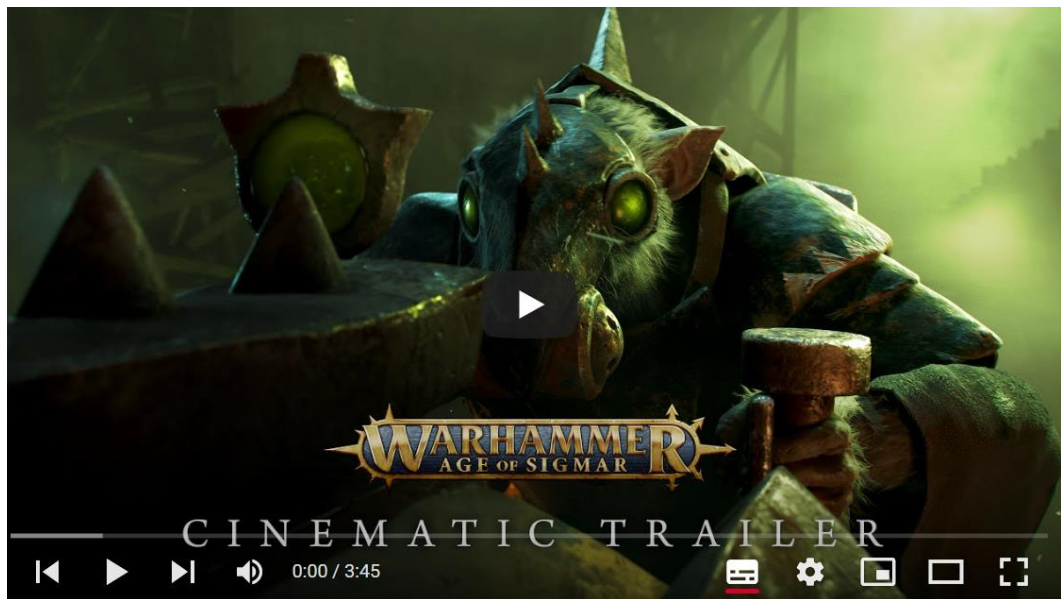 WARHAMMER
AGE OF SIGMAR
CINEMATIC TRAILER
0:00 / 3:45